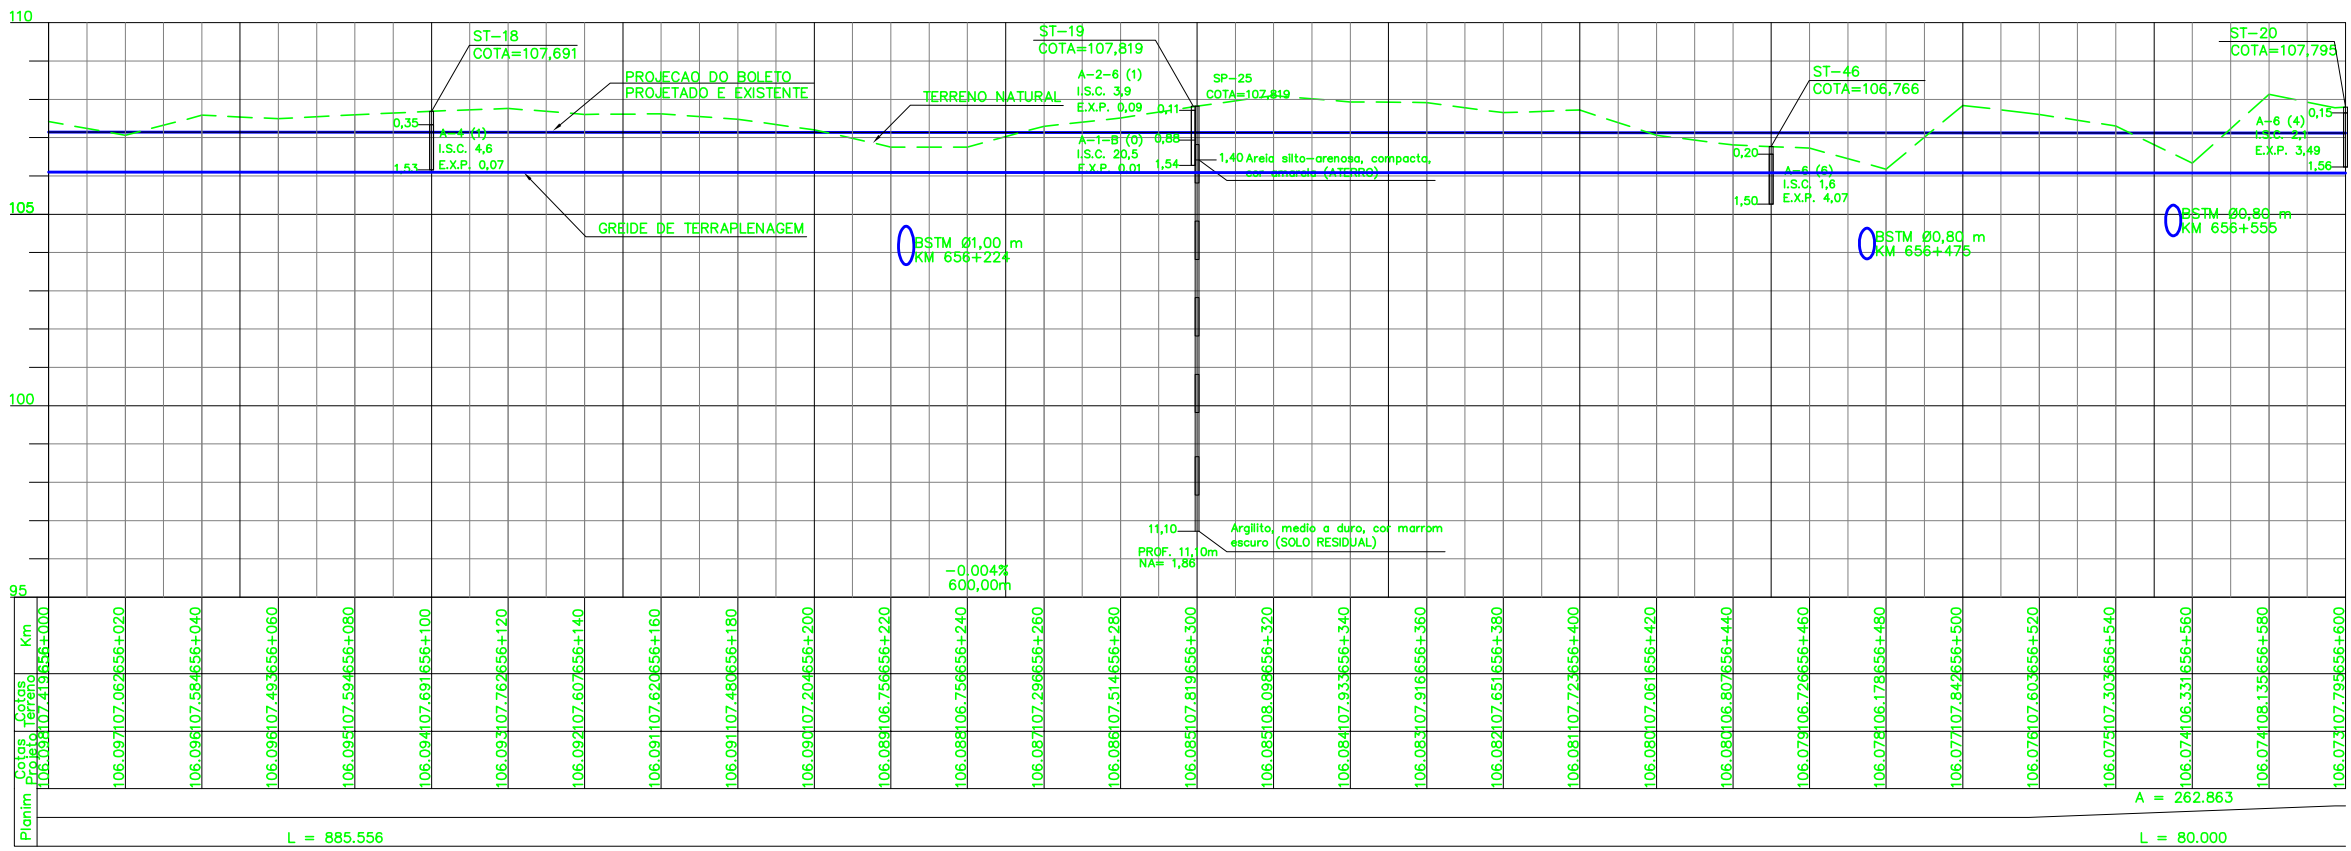 110
105
100
95
ST-18
COTA=107,691
PROJECAO DO BOLETO
PROJETADO E EXISTENTE
TERRENO NATURAL
ST-19
COTA=107,819
A-2-6 (1)
I.S.C. 3,9
E.X.P. 0,09
0,11
SP-25
COTA=107,819
ST-46
COTA=106,766
ST-20
COTA=107,795
0,35
A-4 (1)
I.S.C. 4,6
E.X.P. 0,07
1,53
0,68
A-1-B (0)
I.S.C. 20,5
E.X.P. 0,01
1,54
1,40
Areia silto-arenosa, compacta,
cor amarela (ATERRO)
0,20
A-6 (6)
I.S.C. 1,6
E.X.P. 4,07
1,50
0,15
A-6 (4)
I.S.C. 2,1
E.X.P. 3,49
1,56
GREIDE DE TERRAPLENAGEM
BSTM Ø1,00 m
KM 656+224
BSTM Ø0,80 m
KM 656+475
BSTM Ø0,80 m
KM 656+555
11,10
Argilito, medio a duro, cor marrom
escuro (SOLO RESIDUAL)
PROF. 11,10m
NA= 1,86
-0.004%
600,00m
Km
Cotas
Terreno
Cotas
Projeto
Planim
106.098 107.419 656+000
106.097 107.062 656+020
106.096 107.584 656+040
106.096 107.493 656+060
106.095 107.594 656+080
106.094 107.691 656+100
106.093 107.762 656+120
106.092 107.607 656+140
106.091 107.620 656+160
106.091 107.480 656+180
106.090 107.204 656+200
106.089 106.756 656+220
106.088 106.756 656+240
106.087 107.296 656+260
106.086 107.514 656+280
106.085 107.819 656+300
106.085 108.098 656+320
106.084 107.933 656+340
106.083 107.916 656+360
106.082 107.651 656+380
106.081 107.723 656+400
106.080 107.061 656+420
106.080 106.807 656+440
106.079 106.726 656+460
106.078 106.178 656+480
106.077 107.842 656+500
106.076 107.603 656+520
106.075 107.303 656+540
106.074 106.331 656+560
106.074 108.135 656+580
106.073 107.795 656+600
A = 262.863
L = 885.556
L = 80.000